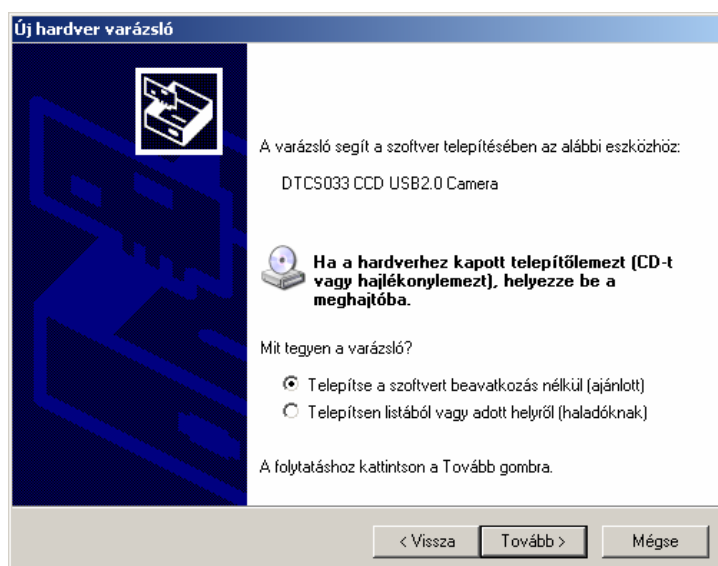 Új hardver varázsló
A varázsló segít a szoftver telepítésében az alábbi eszközhöz:
DTCS033 CCD USB2.0 Camera
Ha a hardverhez kapott telepítőlemezt (CD-t
vagy hajlékonylemezt), helyezze be a
meghajtóba.
Mit tegyen a varázsló?
Telepítse a szoftvert beavatkozás nélkül (ajánlott)
Telepítsen listából vagy adott helyről (haladóknak)
A folytatáshoz kattintson a Tovább gombra.
< Vissza Tovább > Mégse